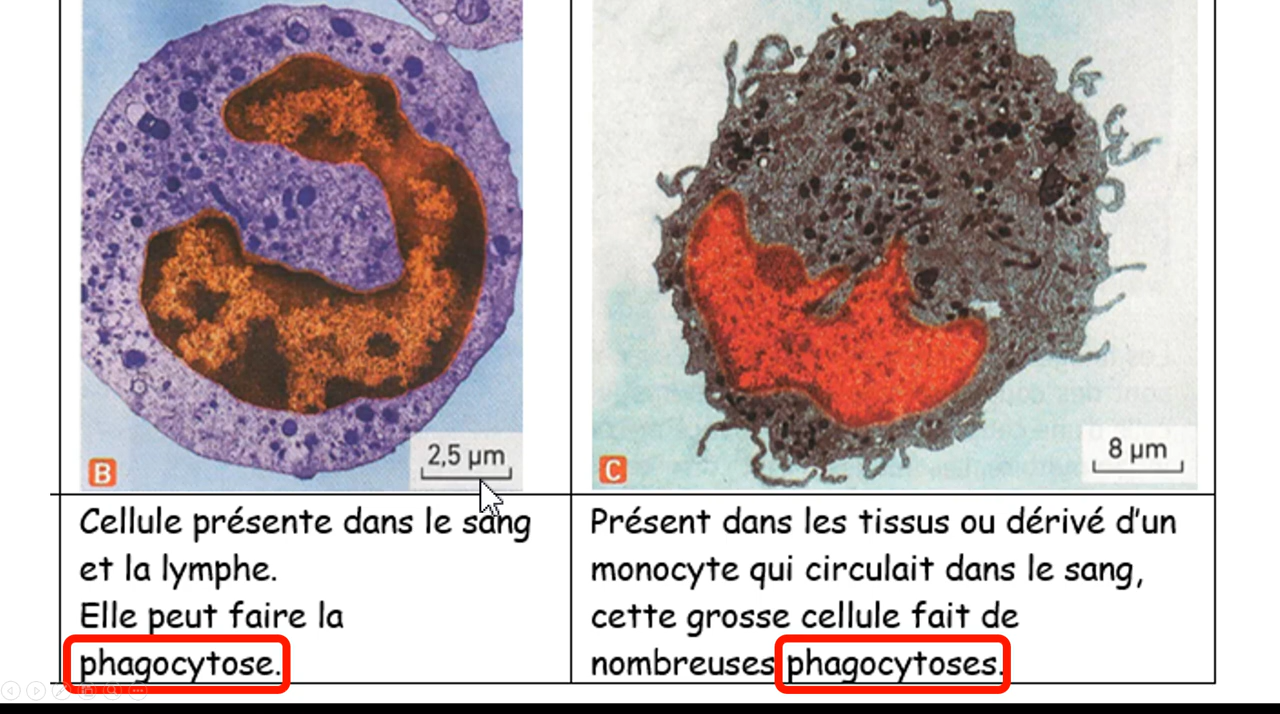 B
2,5 µm
C
8 µm
Cellule présente dans le sang
et la lymphe.
Elle peut faire la
phagocytose.
Présent dans les tissus ou dérivé d'un
monocyte qui circulait dans le sang,
cette grosse cellule fait de
nombreuses phagocytoses.